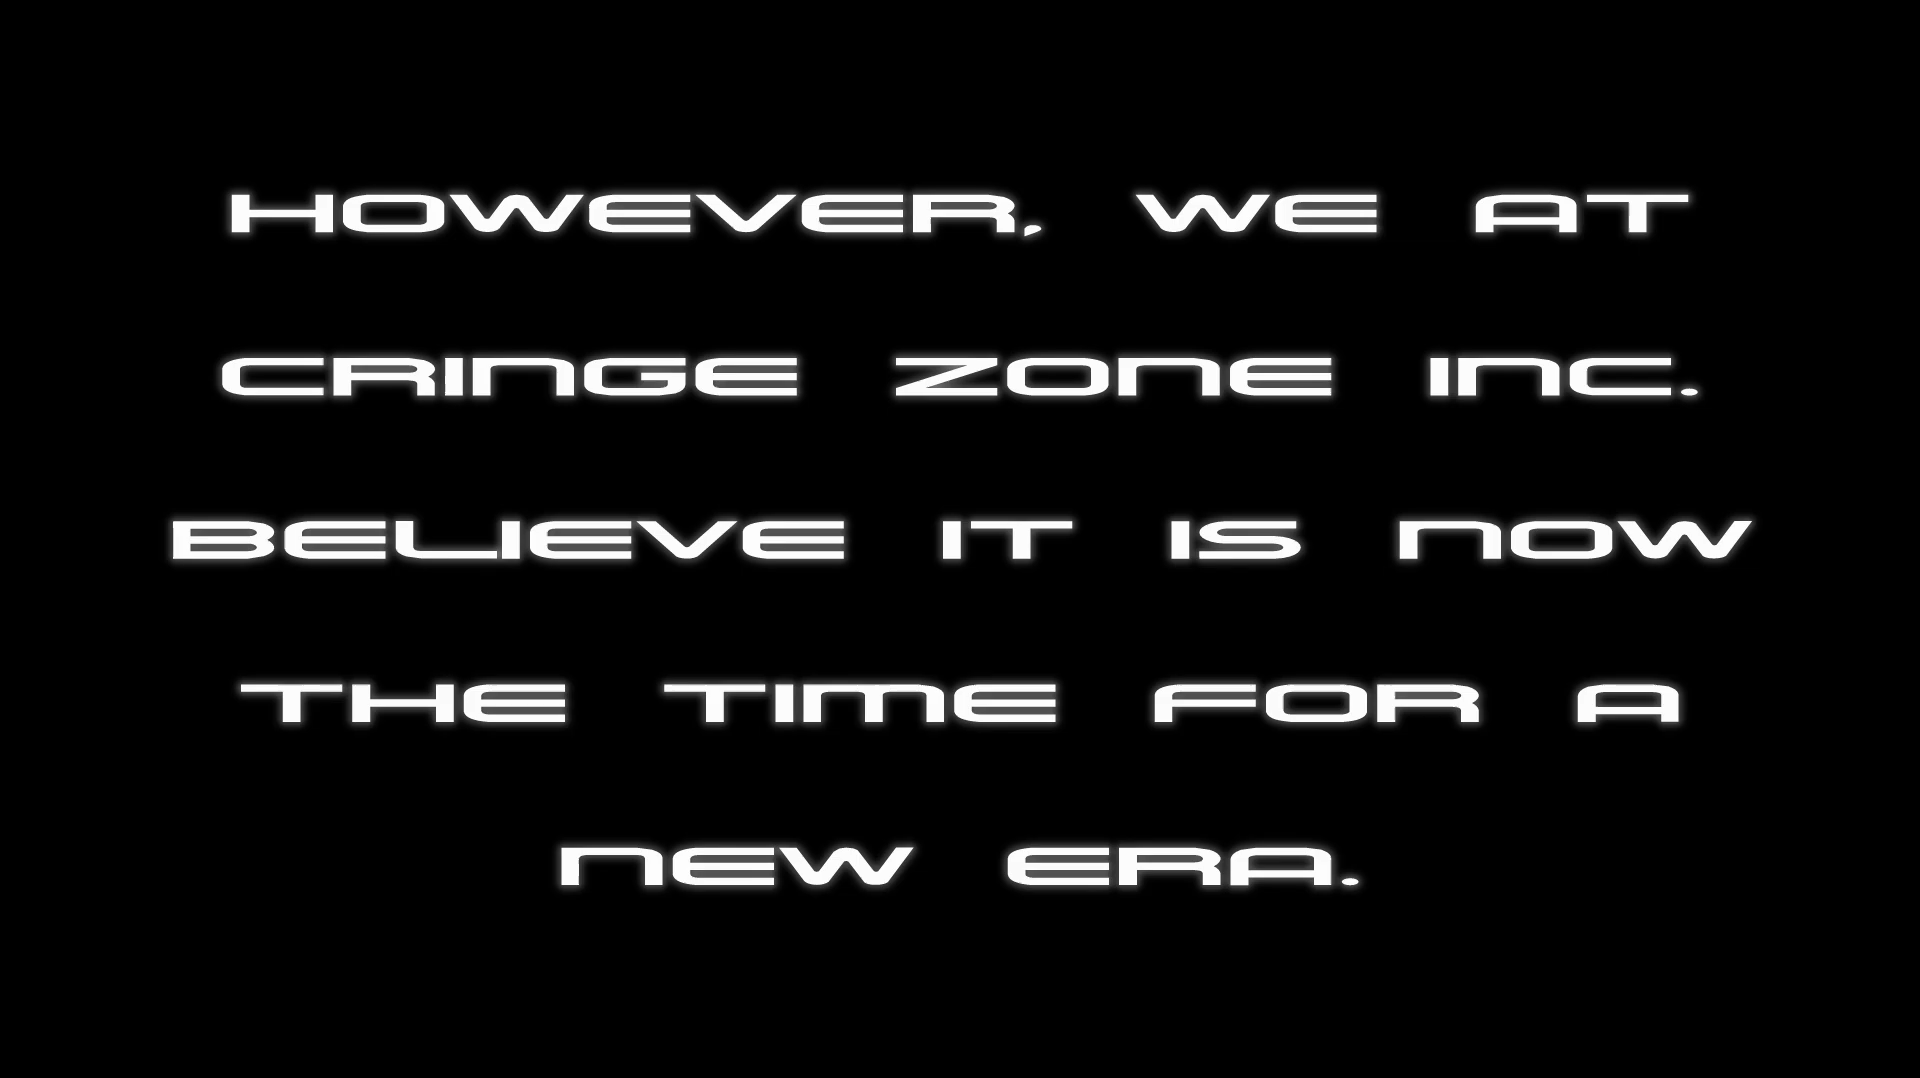 HOWEVER, WE AT
CRINGE ZONE INC.
BELIEVE IT IS NOW
THE TIME FOR A
NEW ERA.